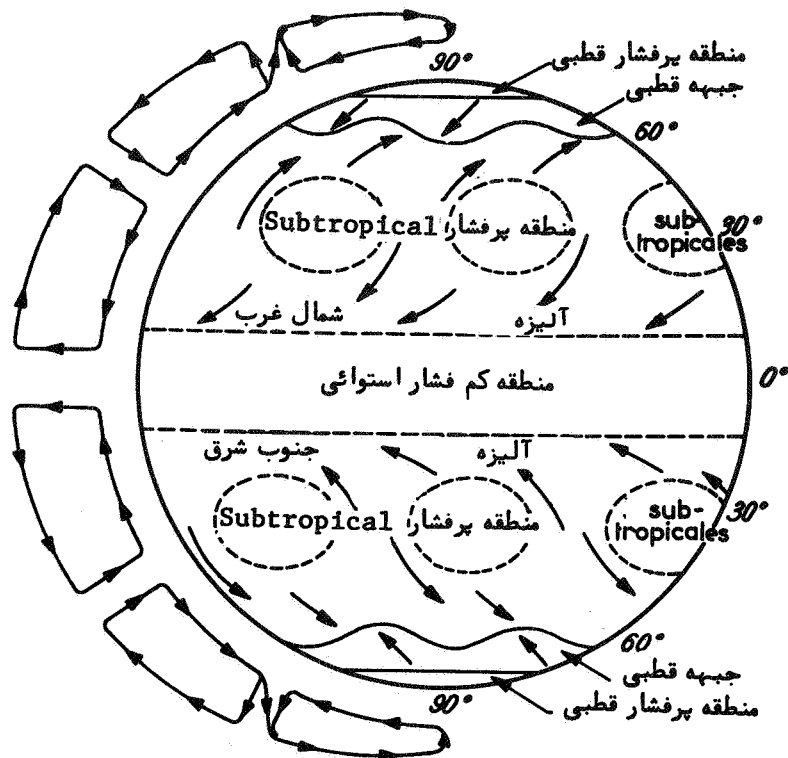 منطقه پرفشار قطبی
90°
جبهه قطبی
60°
Subtropical منطقه پرفشار
sub-
tropicales
30°
شمال غرب
آلیزه
منطقه کم فشار استوائی
0°
جنوب شرق
آلیزه
Subtropical منطقه پرفشار
sub-
tropicales
30°
60°
جبهه قطبی
90°
منطقه پرفشار قطبی